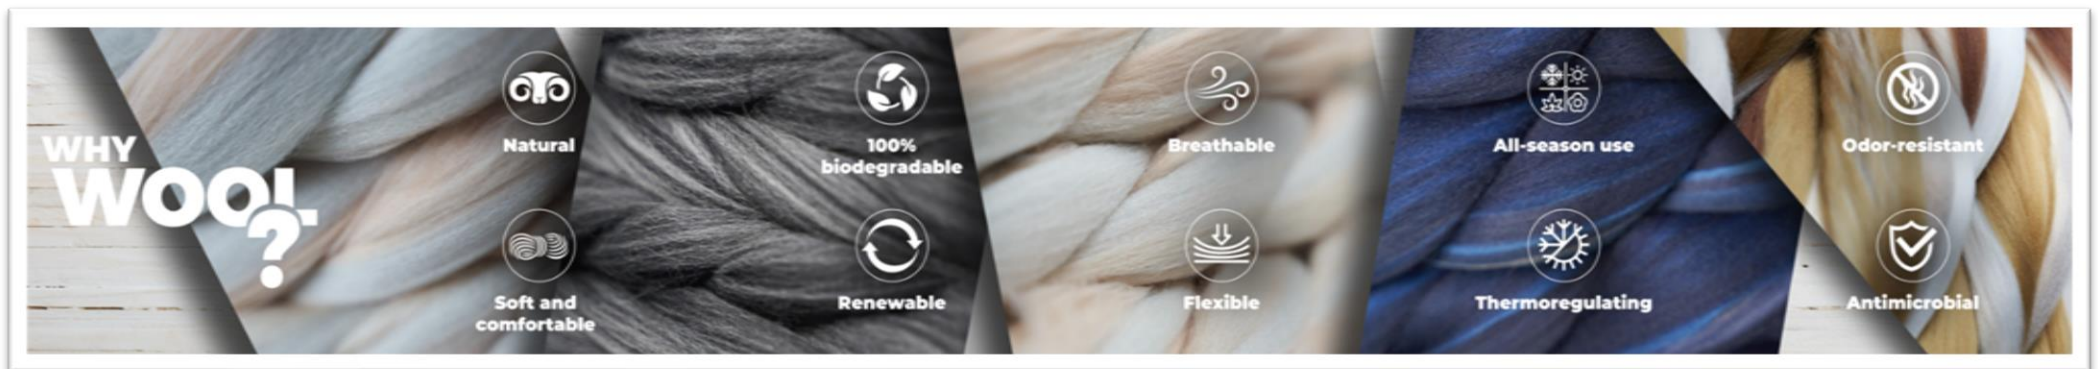 WHY
WOOL
?
Natural
100%
biodegradable
Breathable
All-season use
Odor-resistant
Soft and
comfortable
Renewable
Flexible
Thermoregulating
Antimicrobial